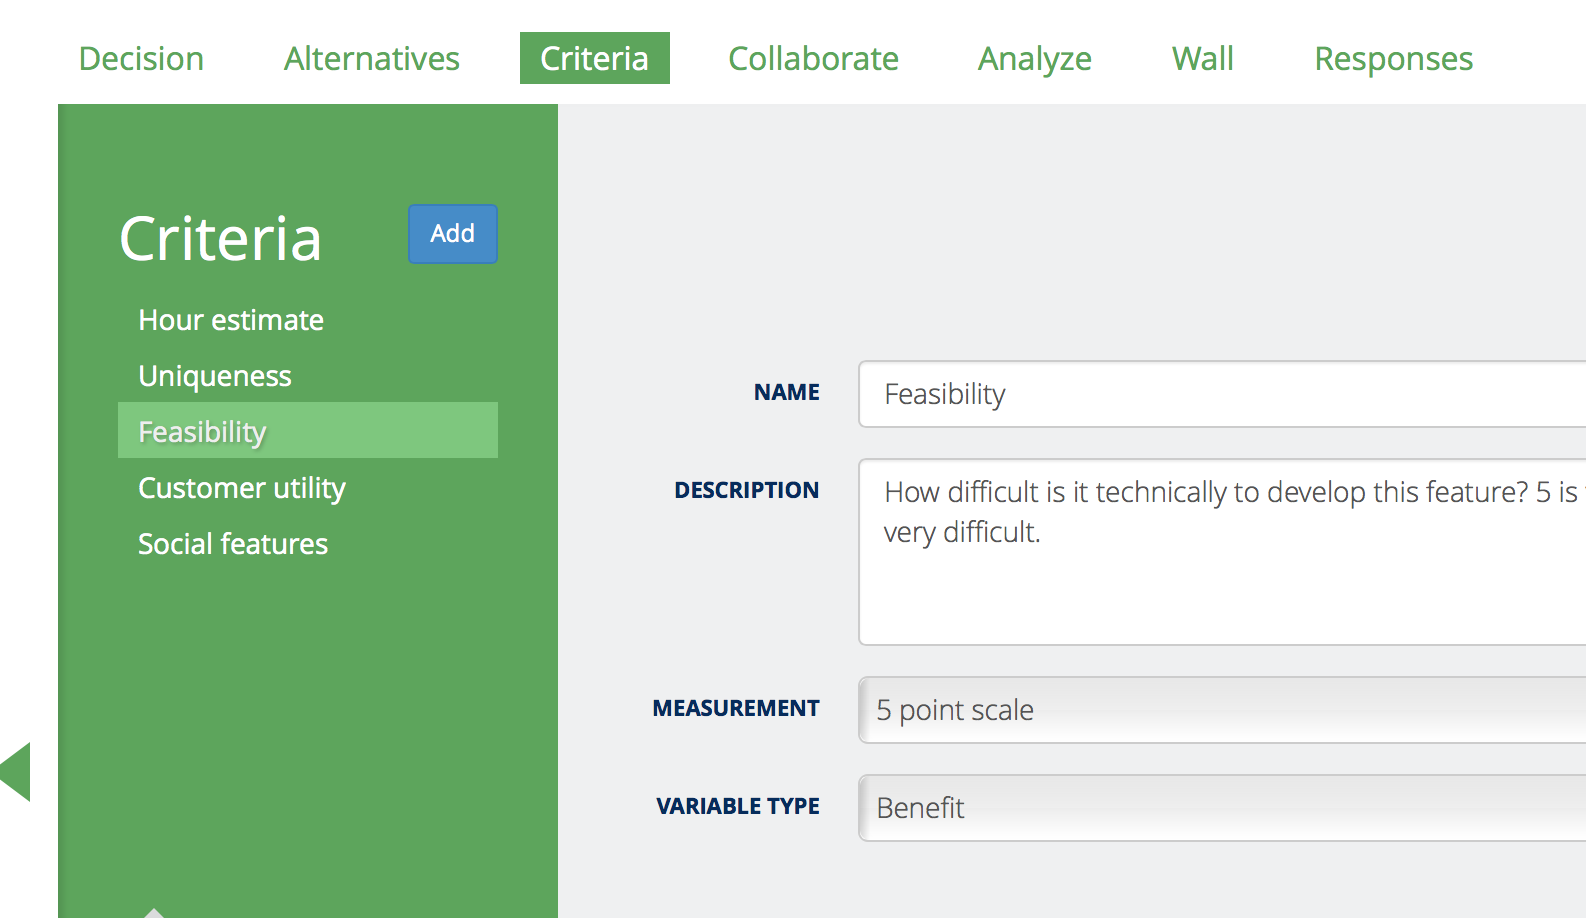 Decision Alternatives Criteria Collaborate Analyze Wall Responses
Criteria
Add
Hour estimate
Uniqueness
Feasibility
Customer utility
Social features
NAME
Feasibility
DESCRIPTION
How difficult is it technically to develop this feature? 5 is
very difficult.
MEASUREMENT
5 point scale
VARIABLE TYPE
Benefit